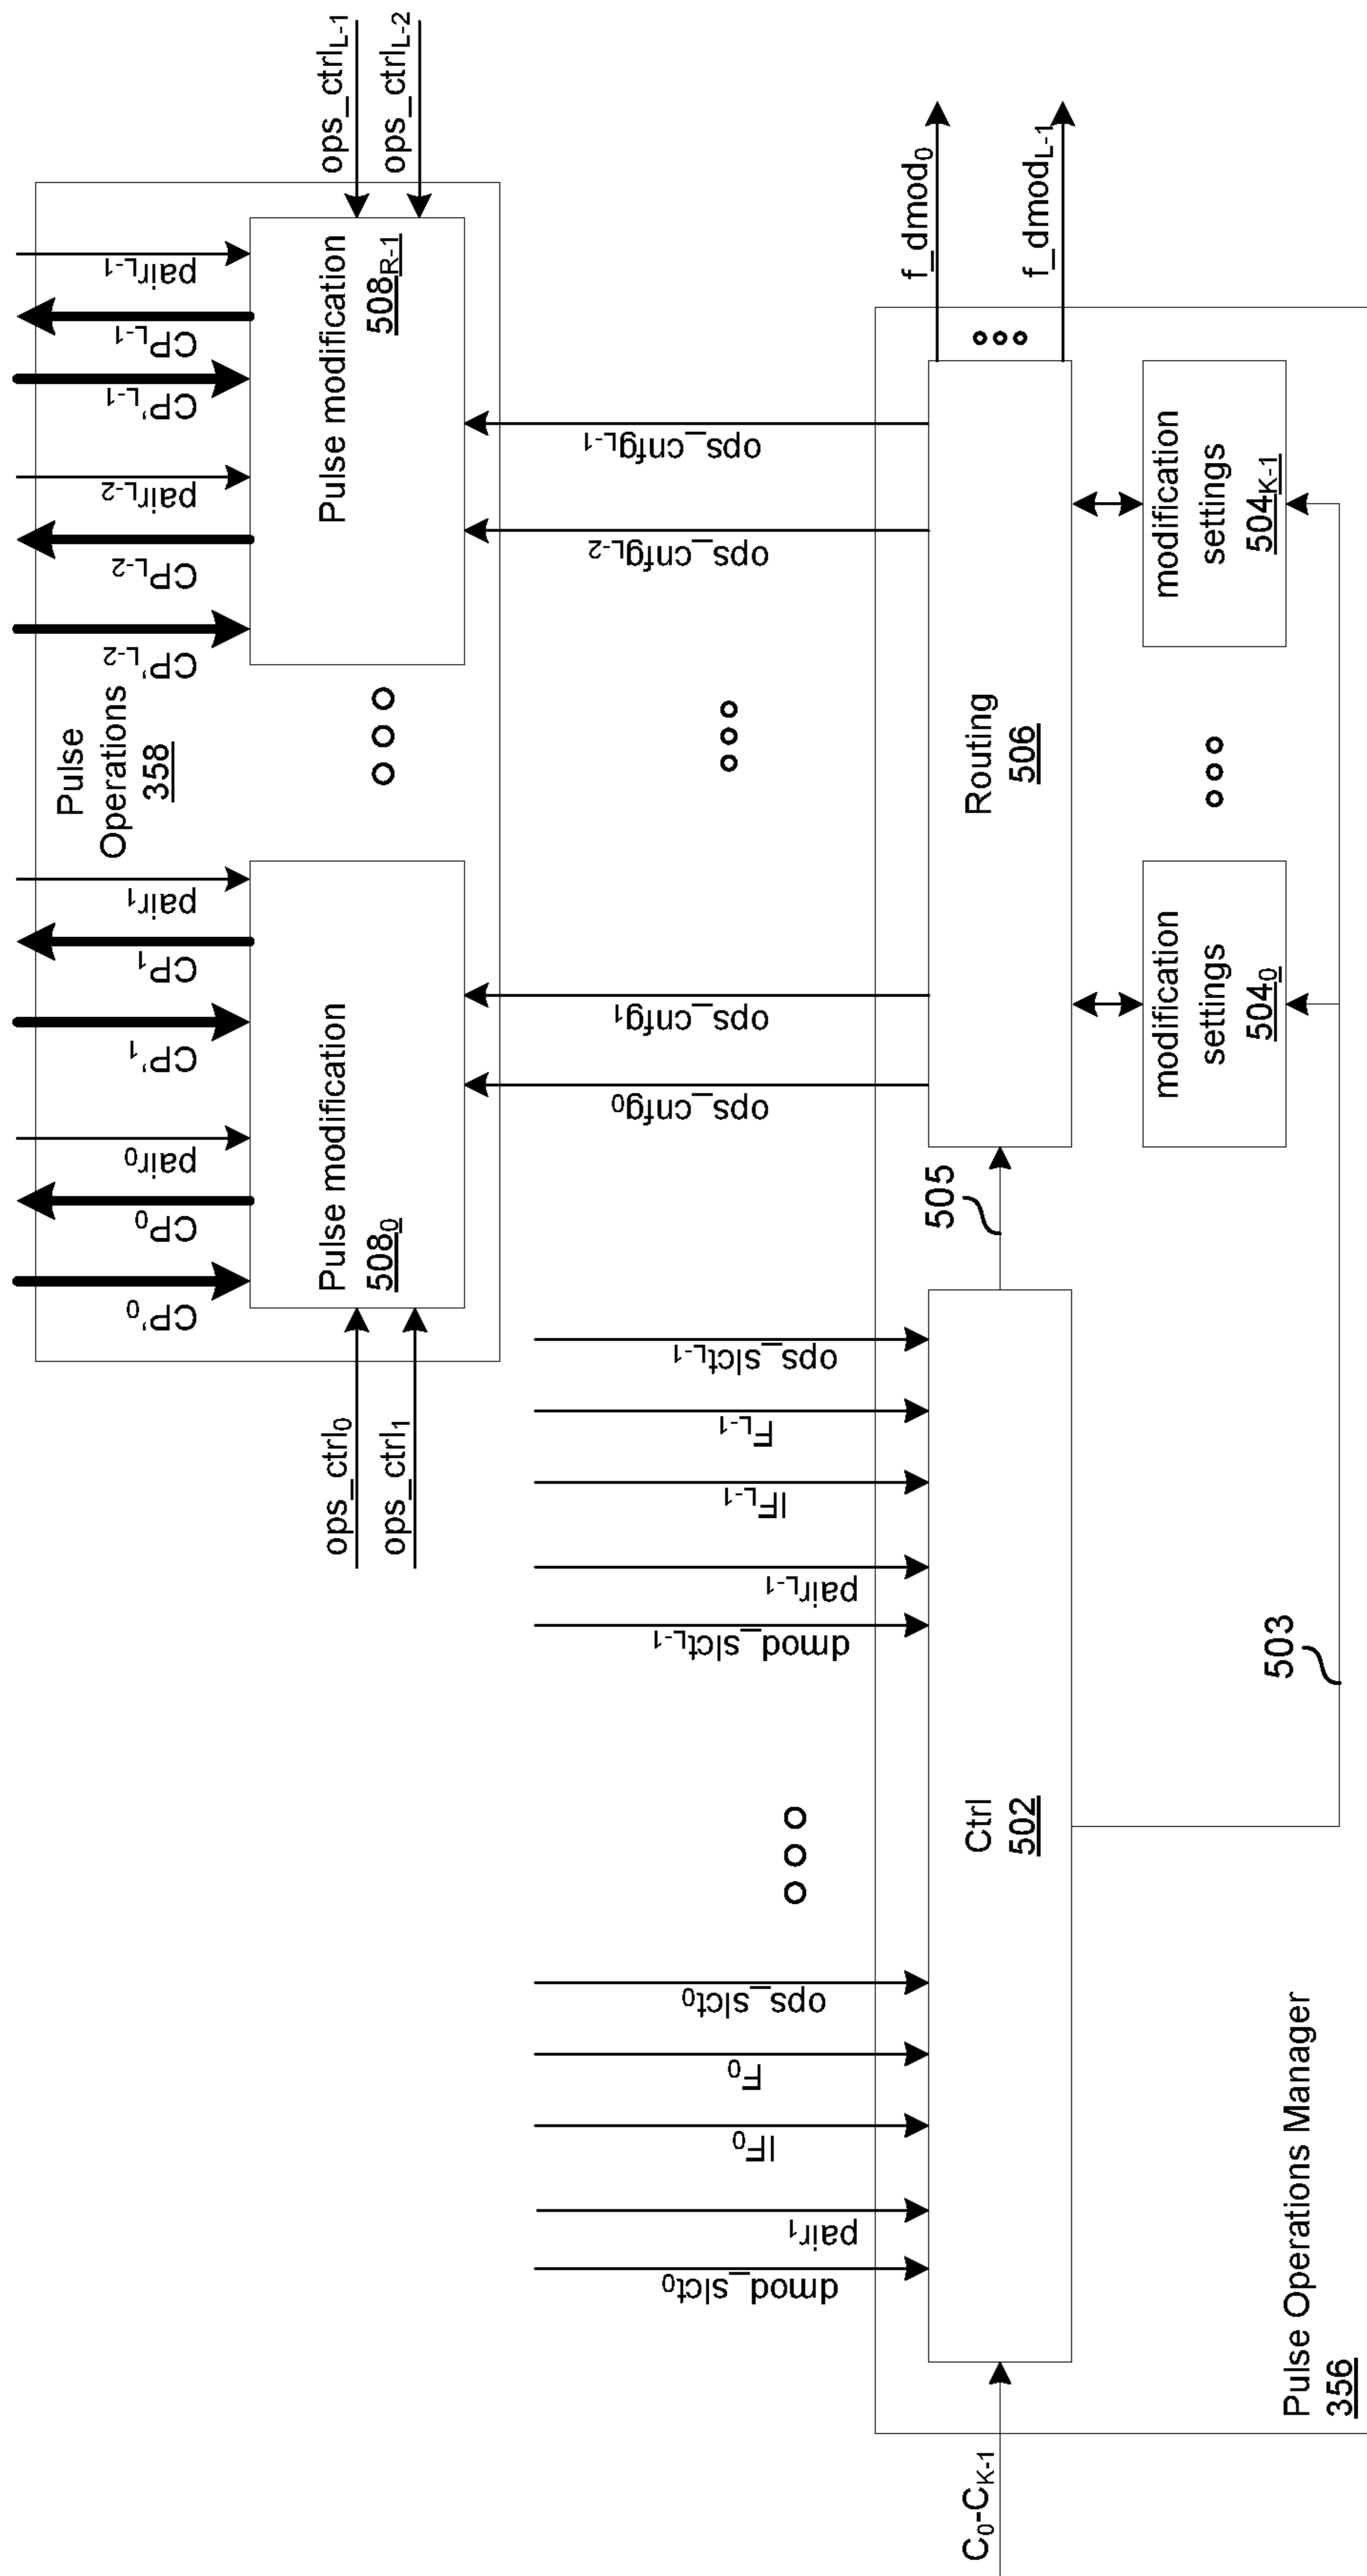 Pulse
Operations
358
CP'0
CP0
pair0
CP'1
CP1
pair1
CP'L-2
CPL-2
pairL-2
CP'L-1
CPL-1
pairL-1
Pulse modification
5080
Pulse modification
508R-1
ops_ctrl0
ops_ctrl1
ops_ctrlL-1
ops_ctrlL-2
ops_cnfg0
ops_cnfg1
ops_cnfgL-2
ops_cnfgL-1
dmod_slct0
pair1
IF0
F0
ops_slct0
dmod_slctL-1
pairL-1
IFL-1
FL-1
ops_slctL-1
C0-CK-1
Ctrl
502
505
Routing
506
f_dmod0
f_dmodL-1
modification
settings
5040
modification
settings
504K-1
503
Pulse Operations Manager
356